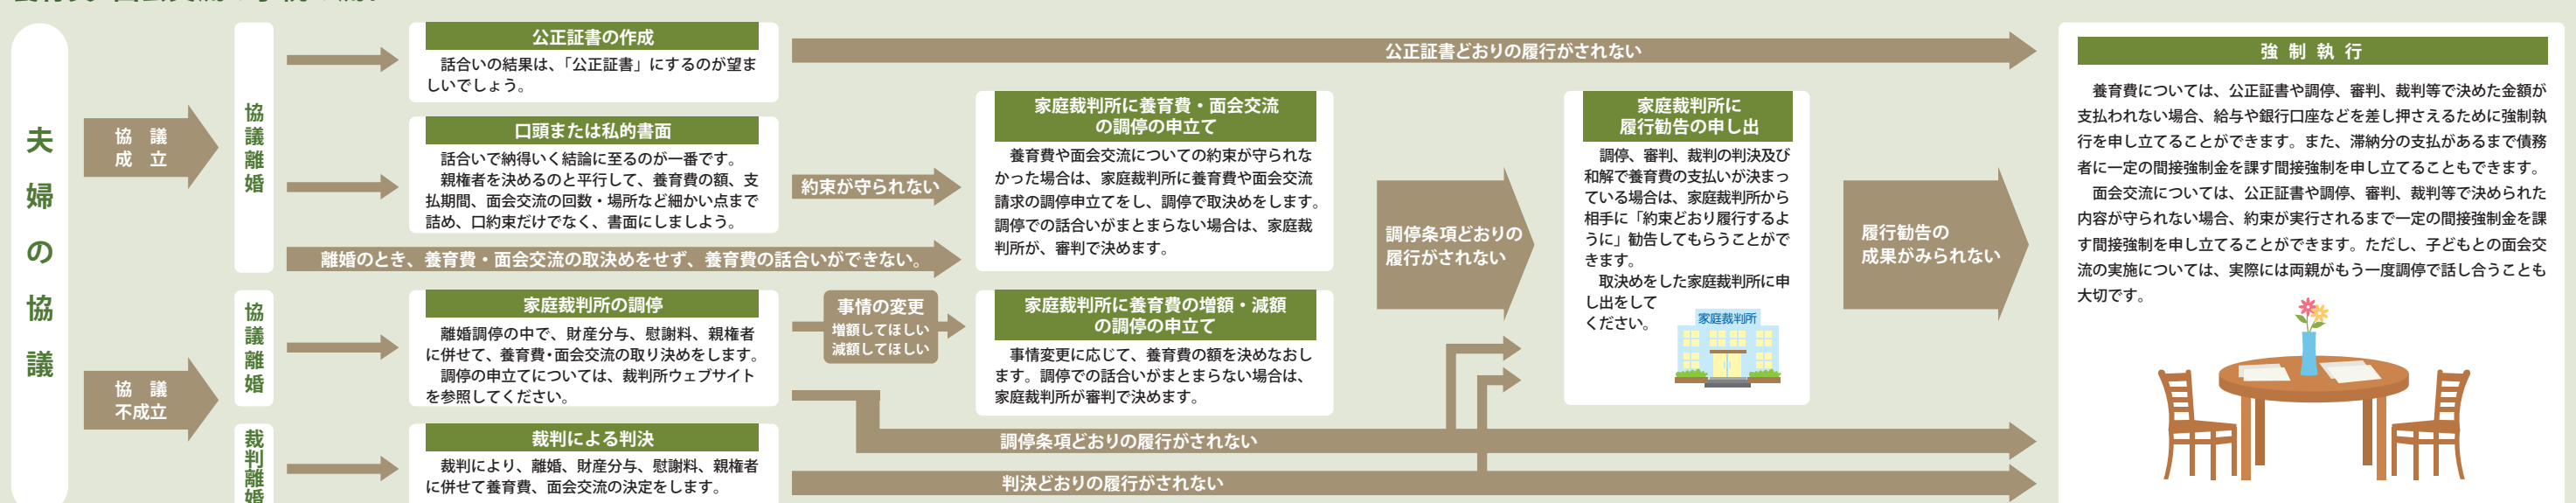 夫婦の協議
協議
成立
協議離婚
公正証書の作成
話合いの結果は、「公正証書」にするのが望ま
しいでしょう。
公正証書どおりの履行がされない
口頭または私的書面
話合いで納得いく結論に至るのが一番です。
親権者を決めるのと平行して、養育費の額、支
払期間、面会交流の回数・場所など細かい点まで
詰め、口約束だけでなく、書面にしましよう。
約束が守られない
離婚のとき、養育費・面会交流の取決めをせず、養育費の話合いができない。
家庭裁判所に養育費・面会交流
の調停の申立て
養育費や面会交流についての約束が守られな
かった場合は、家庭裁判所に養育費や面会交流
請求の調停申立てをし、調停で取決めをします。
調停での話合いがまとまらない場合は、家庭裁
判所が、審判で決めます。
調停条項どおりの
履行がされない
家庭裁判所に
履行勧告の申し出
調停、審判、裁判の判決及び
和解で養育費の支払いが決まっ
ている場合は、家庭裁判所から
相手に「約束どおり履行するよ
うに」勧告してもらうことがで
きます。
取決めをした家庭裁判所に申
し出をして
ください。
家庭裁判所
履行勧告の
成果がみられない
協議
不成立
協議離婚
家庭裁判所の調停
離婚調停の中で、財産分与、慰謝料、親権者
に併せて、養育費・面会交流の取り決めをします。
調停の申立てについては、裁判所ウェブサイト
を参照してください。
事情の変更
増額してほしい
減額してほしい
家庭裁判所に養育費の増額・減額
の調停の申立て
事情変更に応じて、養育費の額を決めなおし
ます。調停での話合いがまとまらない場合は、
家庭裁判所が審判で決めます。
調停条項どおりの履行がされない
裁判離婚
裁判による判決
裁判により、離婚、財産分与、慰謝料、親権者
に併せて養育費、面会交流の決定をします。
判決どおりの履行がされない
強制執行
養育費については、公正証書や調停、審判、裁判等で決めた金額が
支払われない場合、給与や銀行口座などを差し押さえるために強制執
行を申し立てることができます。また、滞納分の支払があるまで債務
者に一定の間接強制金を課す間接強制を申し立てることもできます。
面会交流については、公正証書や調停、審判、裁判等で決められた
内容が守られない場合、約束が実行されるまで一定の間接強制金を課
す間接強制を申し立てることができます。ただし、子どもとの面会交
流の実施については、実際には両親がもう一度調停で話し合うことも
大切です。